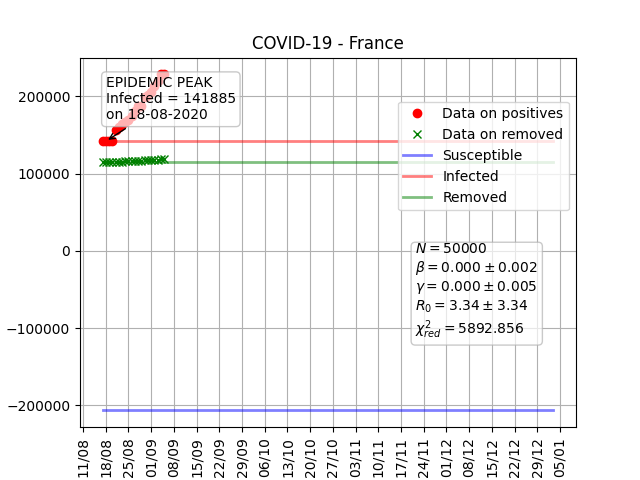 COVID-19 - France
EPIDEMIC PEAK
Infected = 141885
on 18-08-2020
Data on positives
Data on removed
Susceptible
Infected
Removed
N = 50000
β = 0.000 ± 0.002
γ = 0.000 ± 0.005
R₀ = 3.34 ± 3.34
χ²red = 5892.856
200000
100000
0
−100000
−200000
11/08
18/08
25/08
01/09
08/09
15/09
22/09
29/09
06/10
13/10
20/10
27/10
03/11
10/11
17/11
24/11
01/12
08/12
15/12
22/12
29/12
05/01